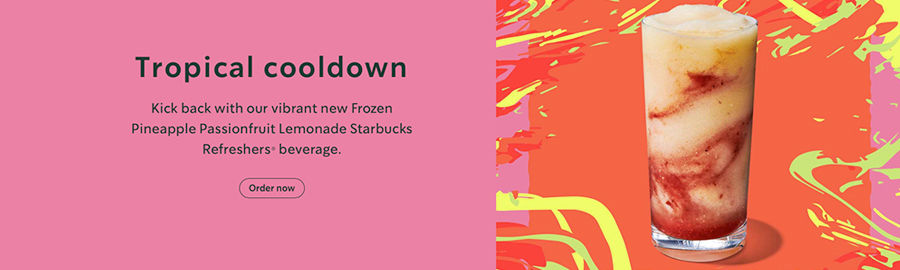 Tropical cooldown
Kick back with our vibrant new Frozen
Pineapple Passionfruit Lemonade Starbucks
Refreshers® beverage.
Order now